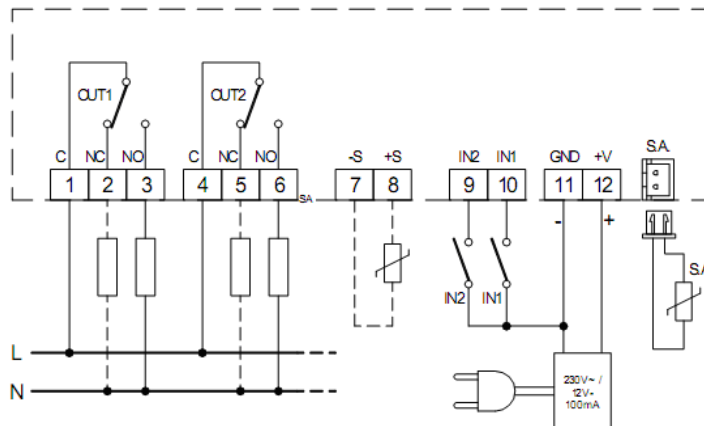 OUT1 OUT2
S.A.
C NC NO C NC NO -S +S IN2 IN1 GND +V
1 2 3 4 5 6 7 8 9 10 11 12
SA
- +
S.A.
IN2 IN1
L
N
230V~ /
12V-
100mA